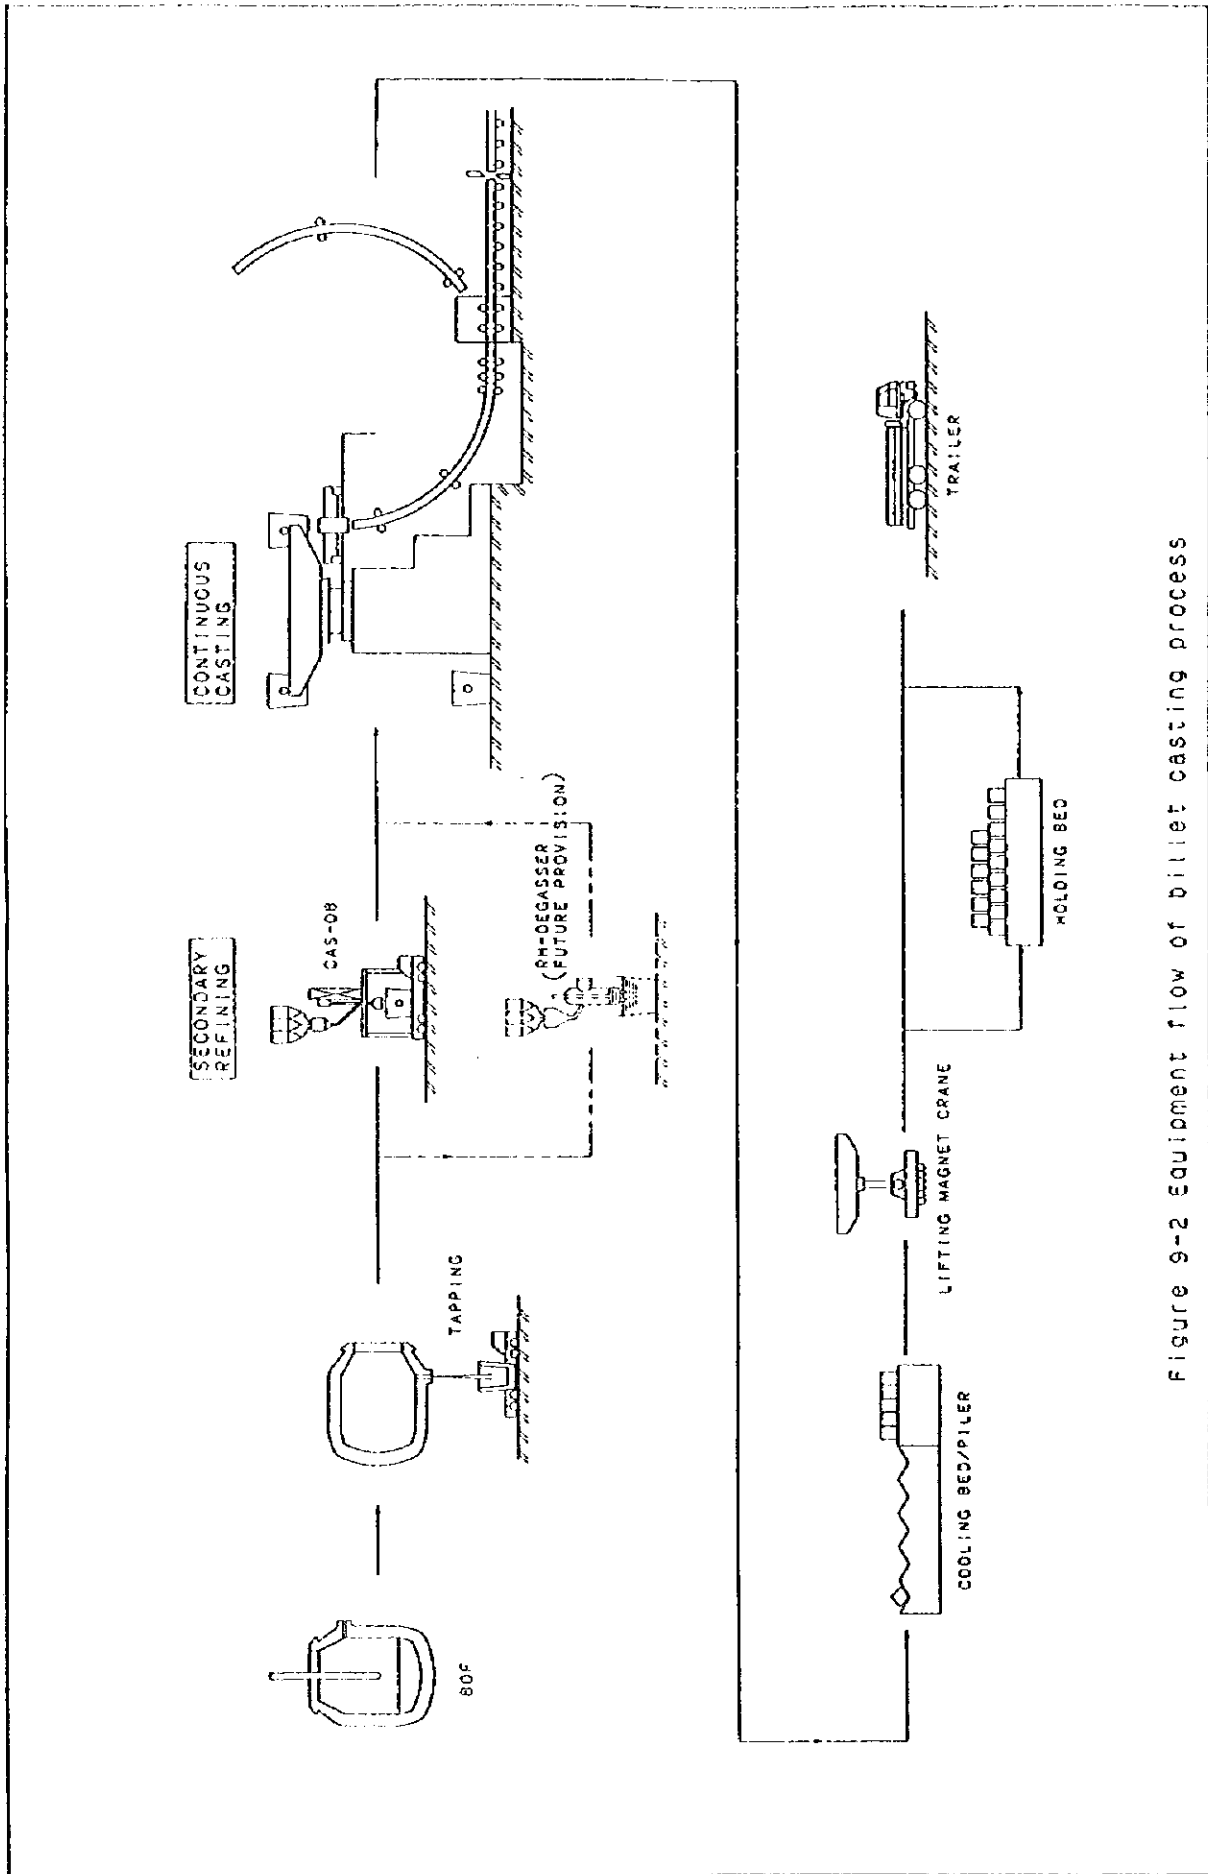 SECONDARY
REFINING
CONTINUOUS
CASTING
BOF
TAPPING
CAS-OB
RH-DEGASSER
(FUTURE PROVISION)
COOLING BED/PILER
LIFTING MAGNET CRANE
HOLDING BED
TRAILER
Figure 9-2 Equipment flow of billet casting process